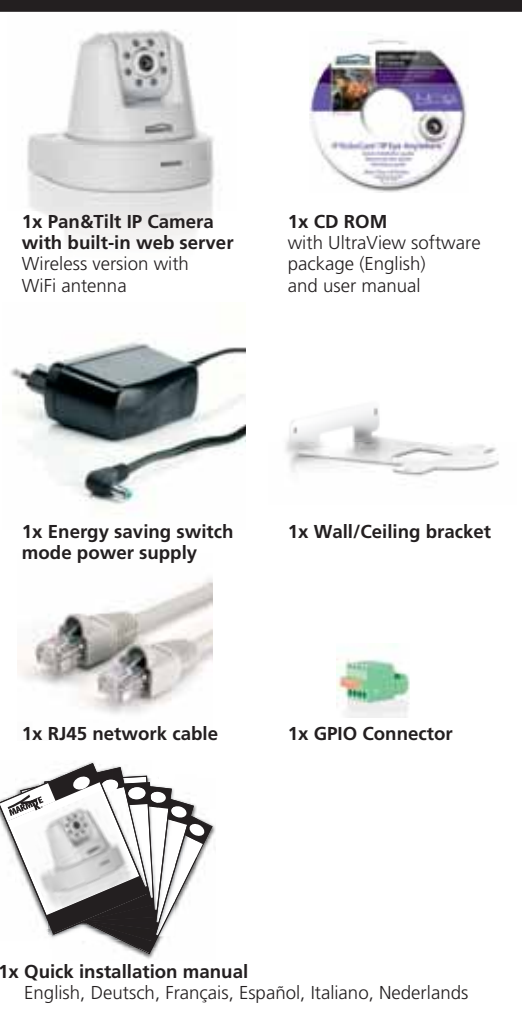 1x Pan&Tilt IP Camera
with built-in web server
Wireless version with
WiFi antenna
1x CD ROM
with UltraView software
package (English)
and user manual
1x Energy saving switch
mode power supply
1x Wall/Ceiling bracket
1x RJ45 network cable
1x GPIO Connector
MARMITEK
1x Quick installation manual
English, Deutsch, Français, Español, Italiano, Nederlands